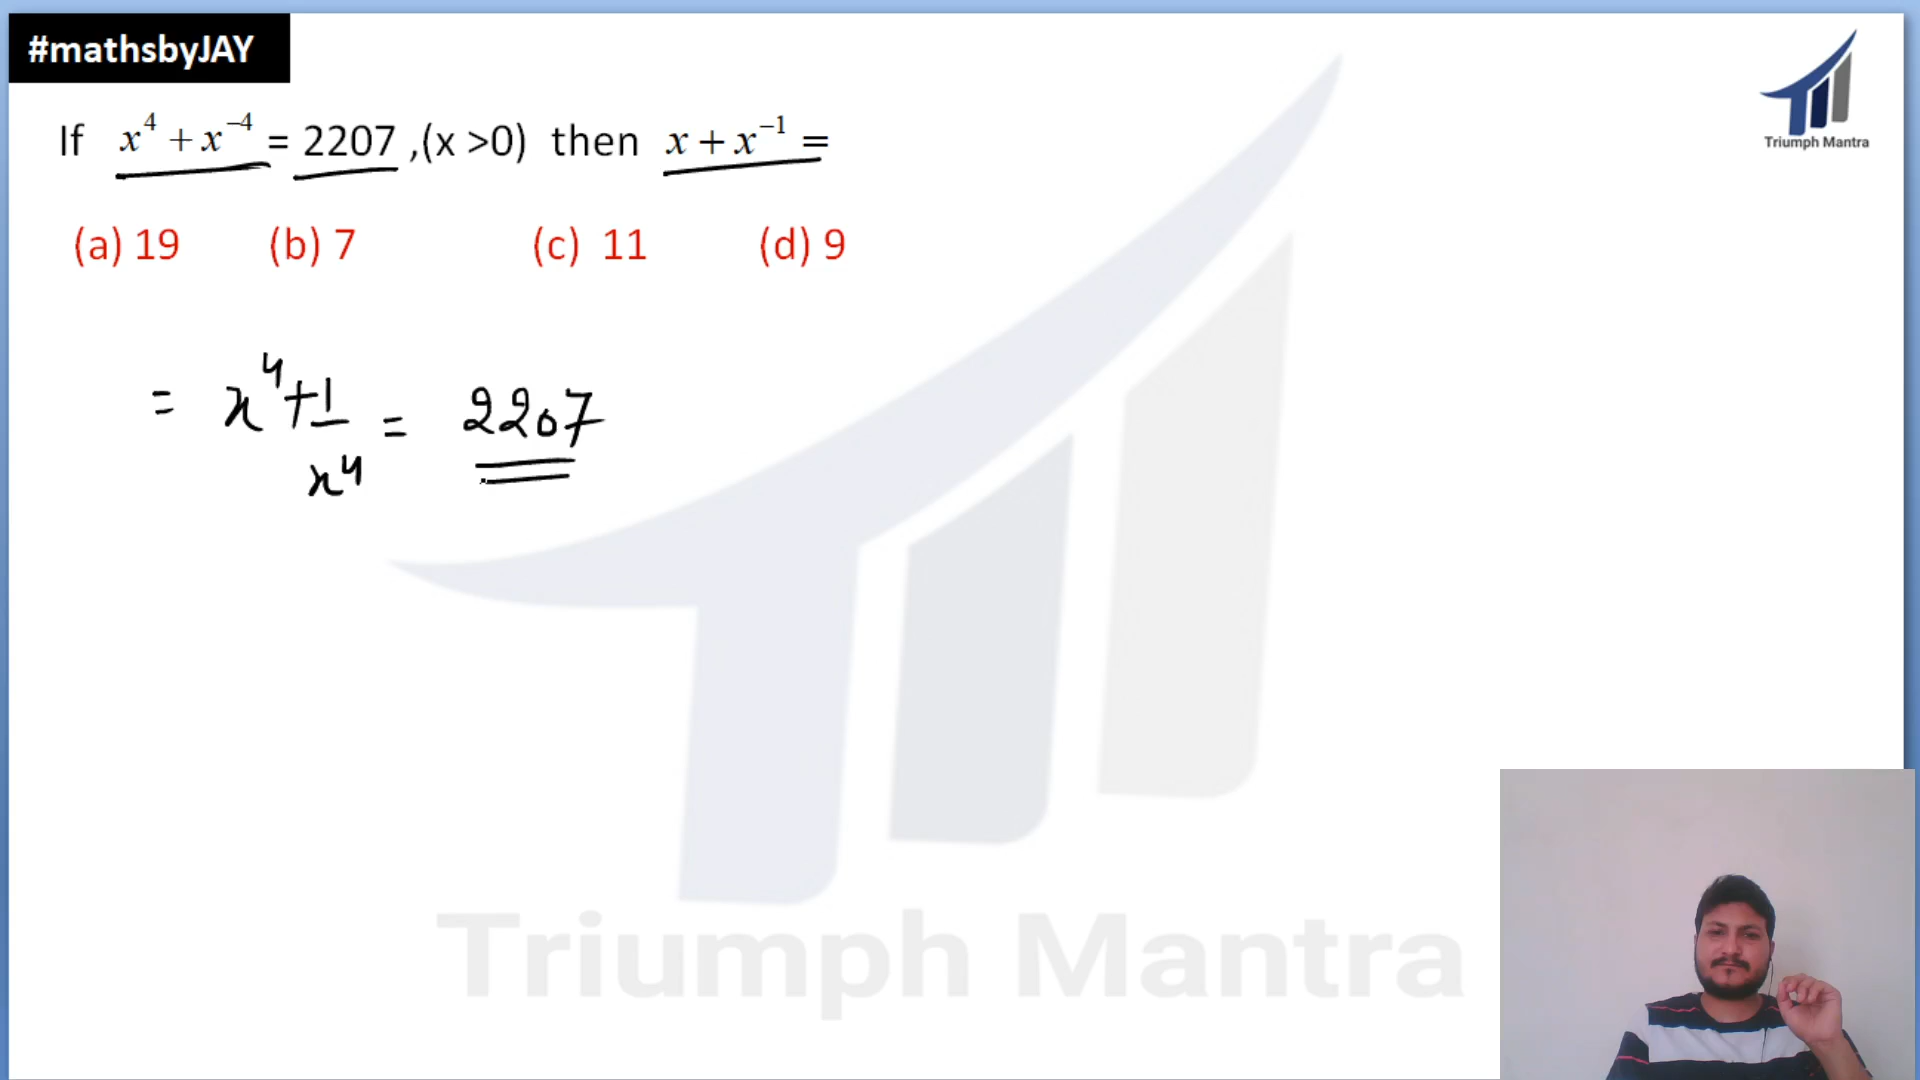 #mathsbyJAY
Triumph Mantra
If x⁴ + x⁻⁴ = 2207 ,(x >0) then x + x⁻¹ =
(a) 19 (b) 7 (c) 11 (d) 9
= x⁴ + 1/x⁴ = 2207
Triumph Mantra